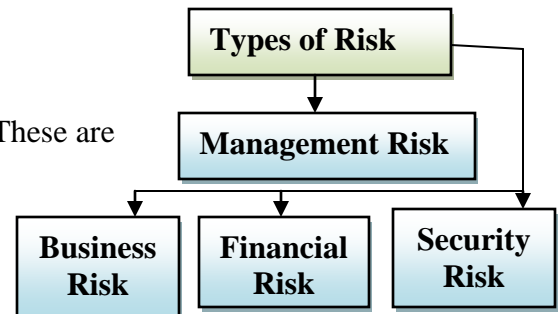 Types of Risk
These are
Management Risk
Business
Risk
Financial
Risk
Security
Risk